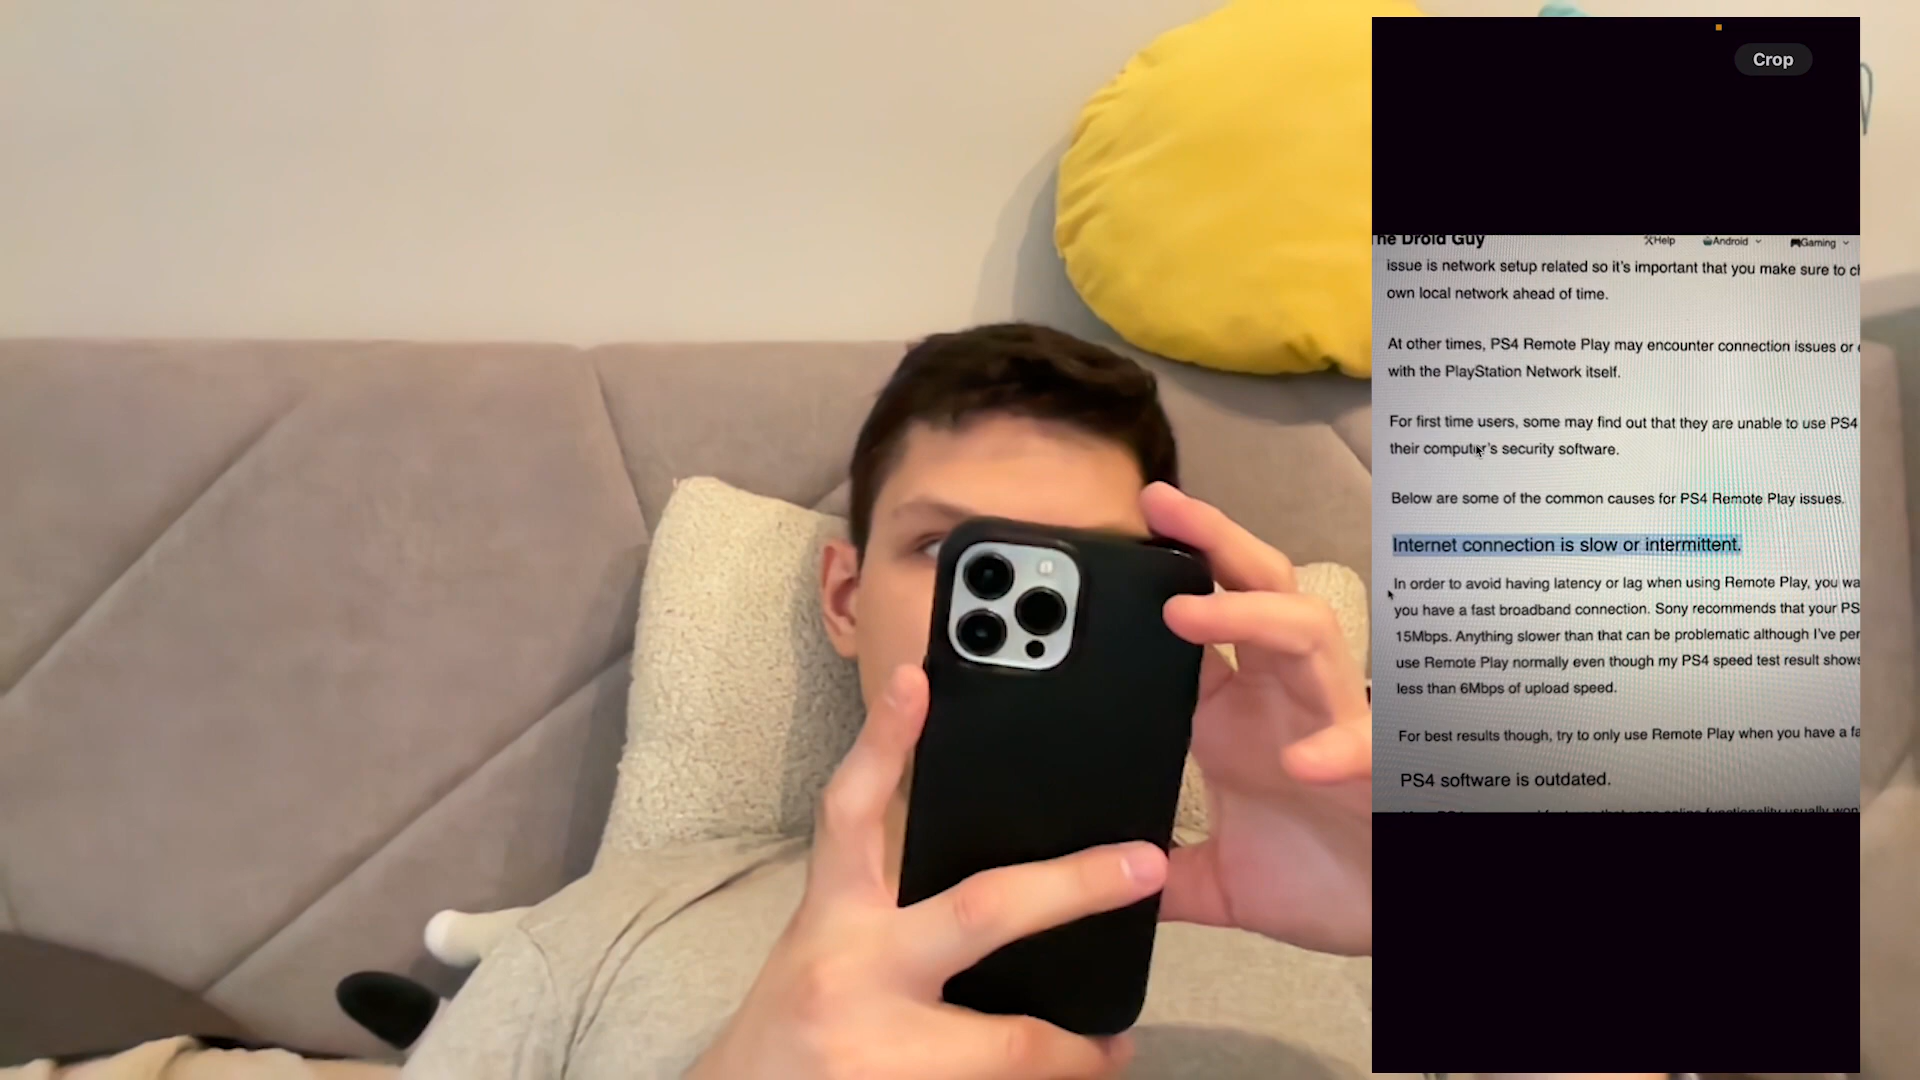 Crop
The Droid Guy
Help Android Gaming
issue is network setup related so it's important that you make sure to
own local network ahead of time.
At other times, PS4 Remote Play may encounter connection issues or
with the PlayStation Network itself.
For first time users, some may find out that they are unable to use PS4
their computer's security software.
Below are some of the common causes for PS4 Remote Play issues.
Internet connection is slow or intermittent.
In order to avoid having latency or lag when using Remote Play, you
you have a fast broadband connection. Sony recommends that your
15Mbps. Anything slower than that can be problematic although I've
use Remote Play normally even though my PS4 speed test result
less than 6Mbps of upload speed.
For best results though, try to only use Remote Play when you have a
PS4 software is outdated.